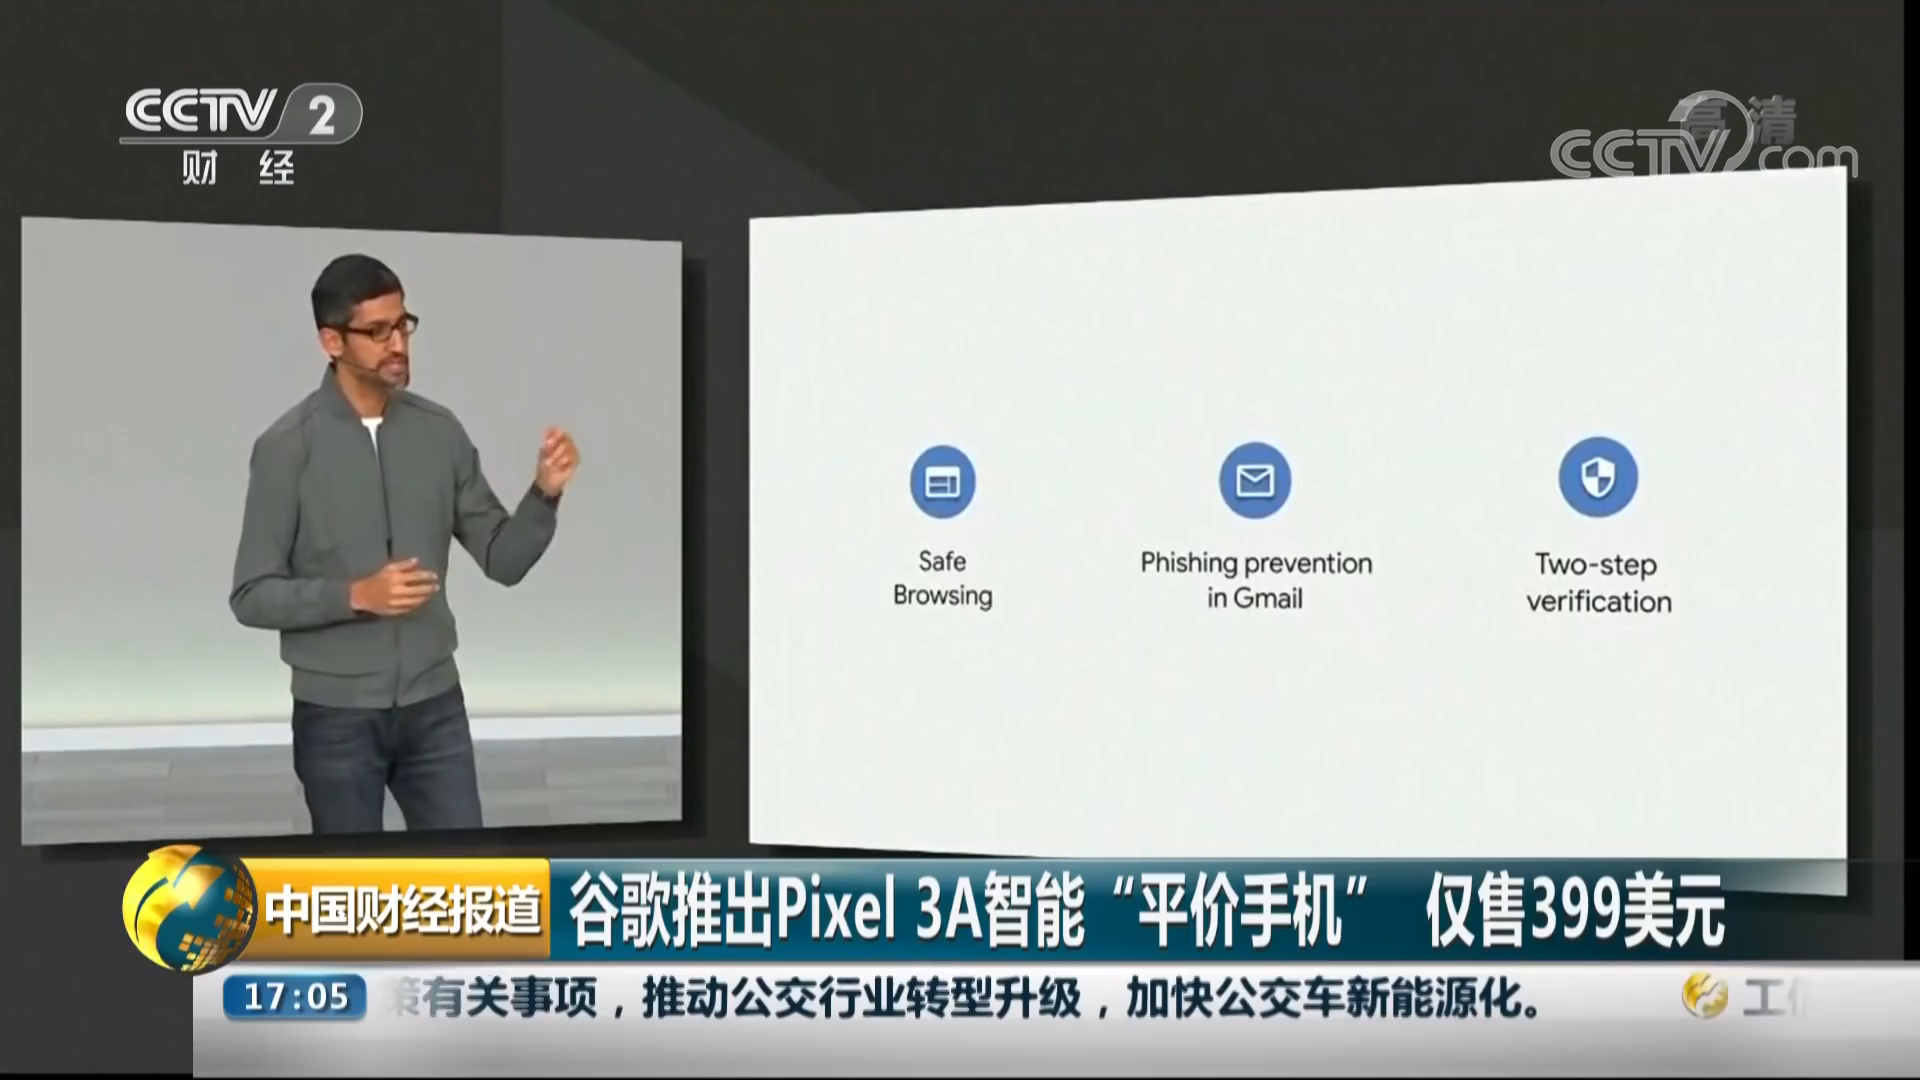 CCTV 2
财 经
高清
CCTV.com
Safe
Browsing
Phishing prevention
in Gmail
Two-step
verification
中国财经报道
谷歌推出Pixel 3A智能“平价手机” 仅售399美元
17:05
策有关事项，推动公交行业转型升级，加快公交车新能源化。
工信